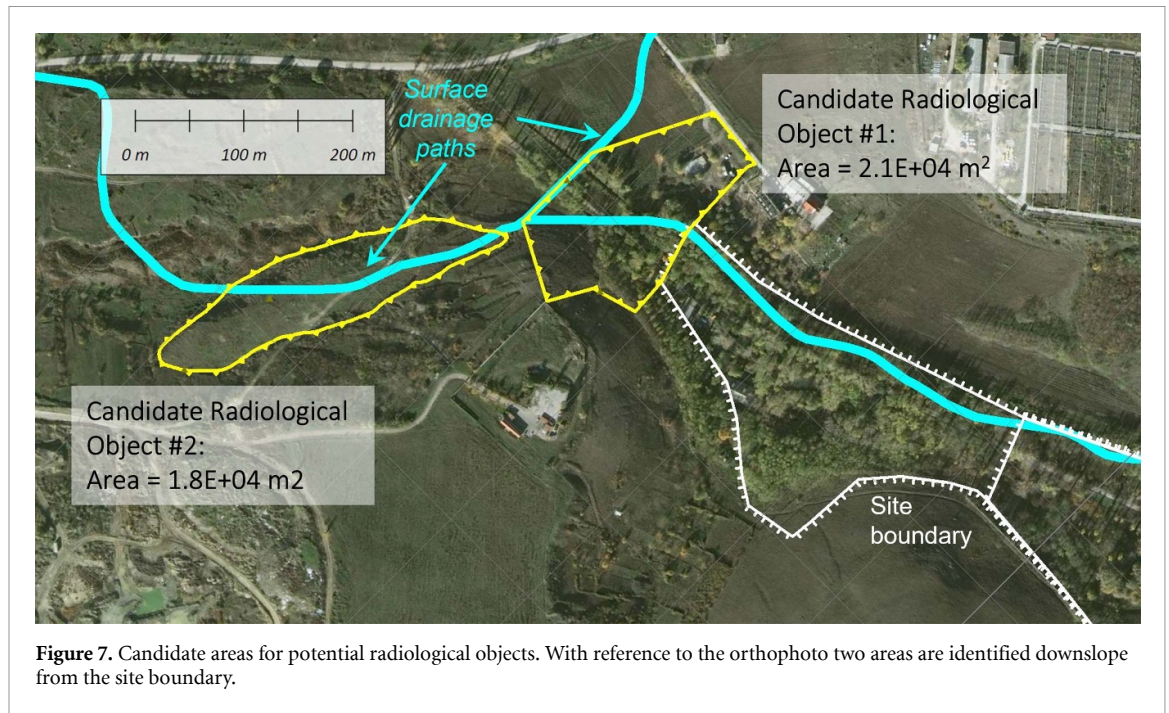 Surface
drainage
paths
0 m 100 m 200 m
Candidate Radiological
Object #1:
Area = 2.1E+04 m²
Candidate Radiological
Object #2:
Area = 1.8E+04 m2
Site
boundary
Figure 7. Candidate areas for potential radiological objects. With reference to the orthophoto two areas are identified downslope
from the site boundary.